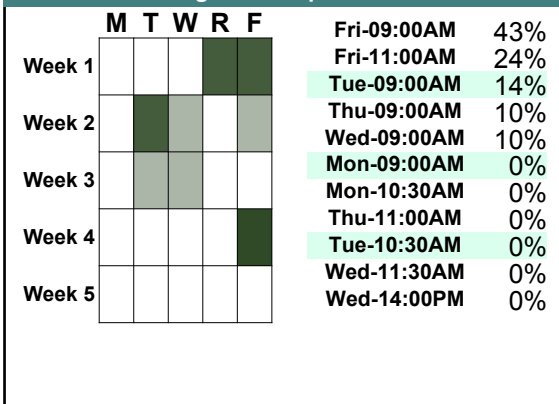 M T W R F
Week 1
Week 2
Week 3
Week 4
Week 5
Fri-09:00AM 43%
Fri-11:00AM 24%
Tue-09:00AM 14%
Thu-09:00AM 10%
Wed-09:00AM 10%
Mon-09:00AM 0%
Mon-10:30AM 0%
Thu-11:00AM 0%
Tue-10:30AM 0%
Wed-11:30AM 0%
Wed-14:00PM 0%